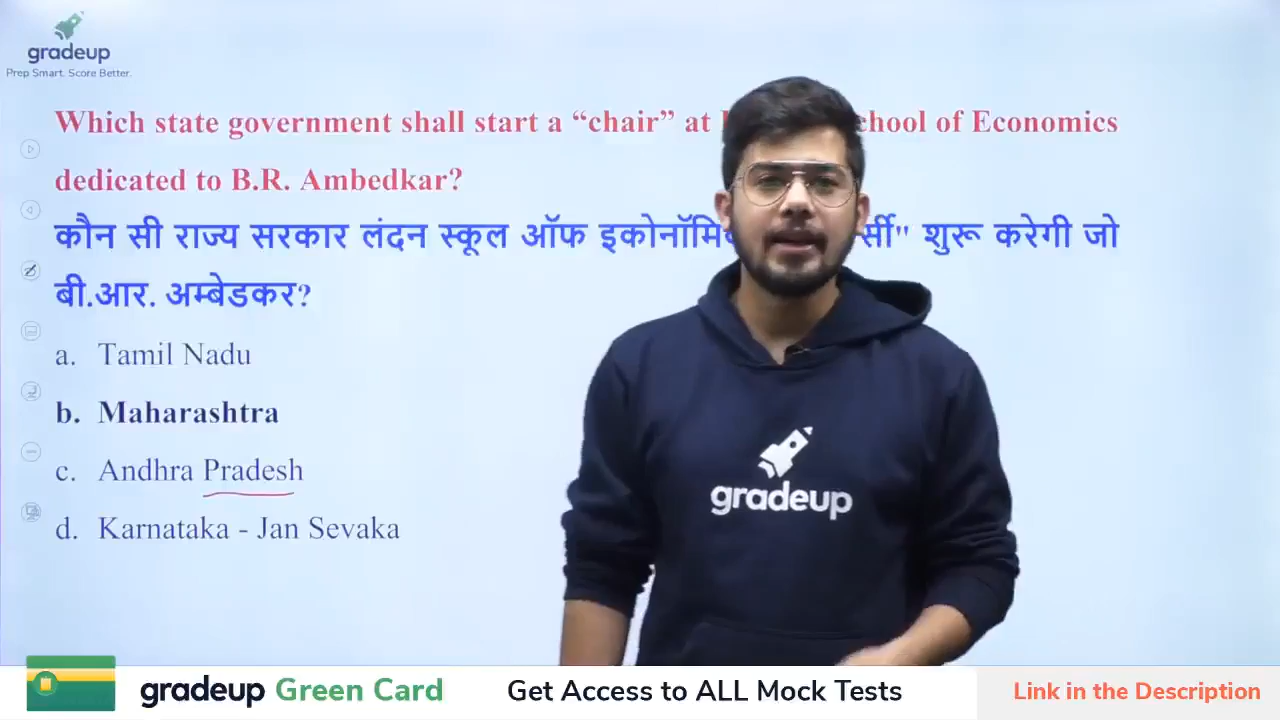 gradeup
Prep Smart. Score Better.
Which state government shall start a “chair” at chool of Economics
dedicated to B.R. Ambedkar?
कौन सी राज्य सरकार लंदन स्कूल ऑफ इकोनॉमि र्सी" शुरू करेगी जो
बी.आर. अम्बेडकर?
a. Tamil Nadu
b. Maharashtra
c. Andhra Pradesh
d. Karnataka - Jan Sevaka
gradeup
gradeup Green Card Get Access to ALL Mock Tests Link in the Description